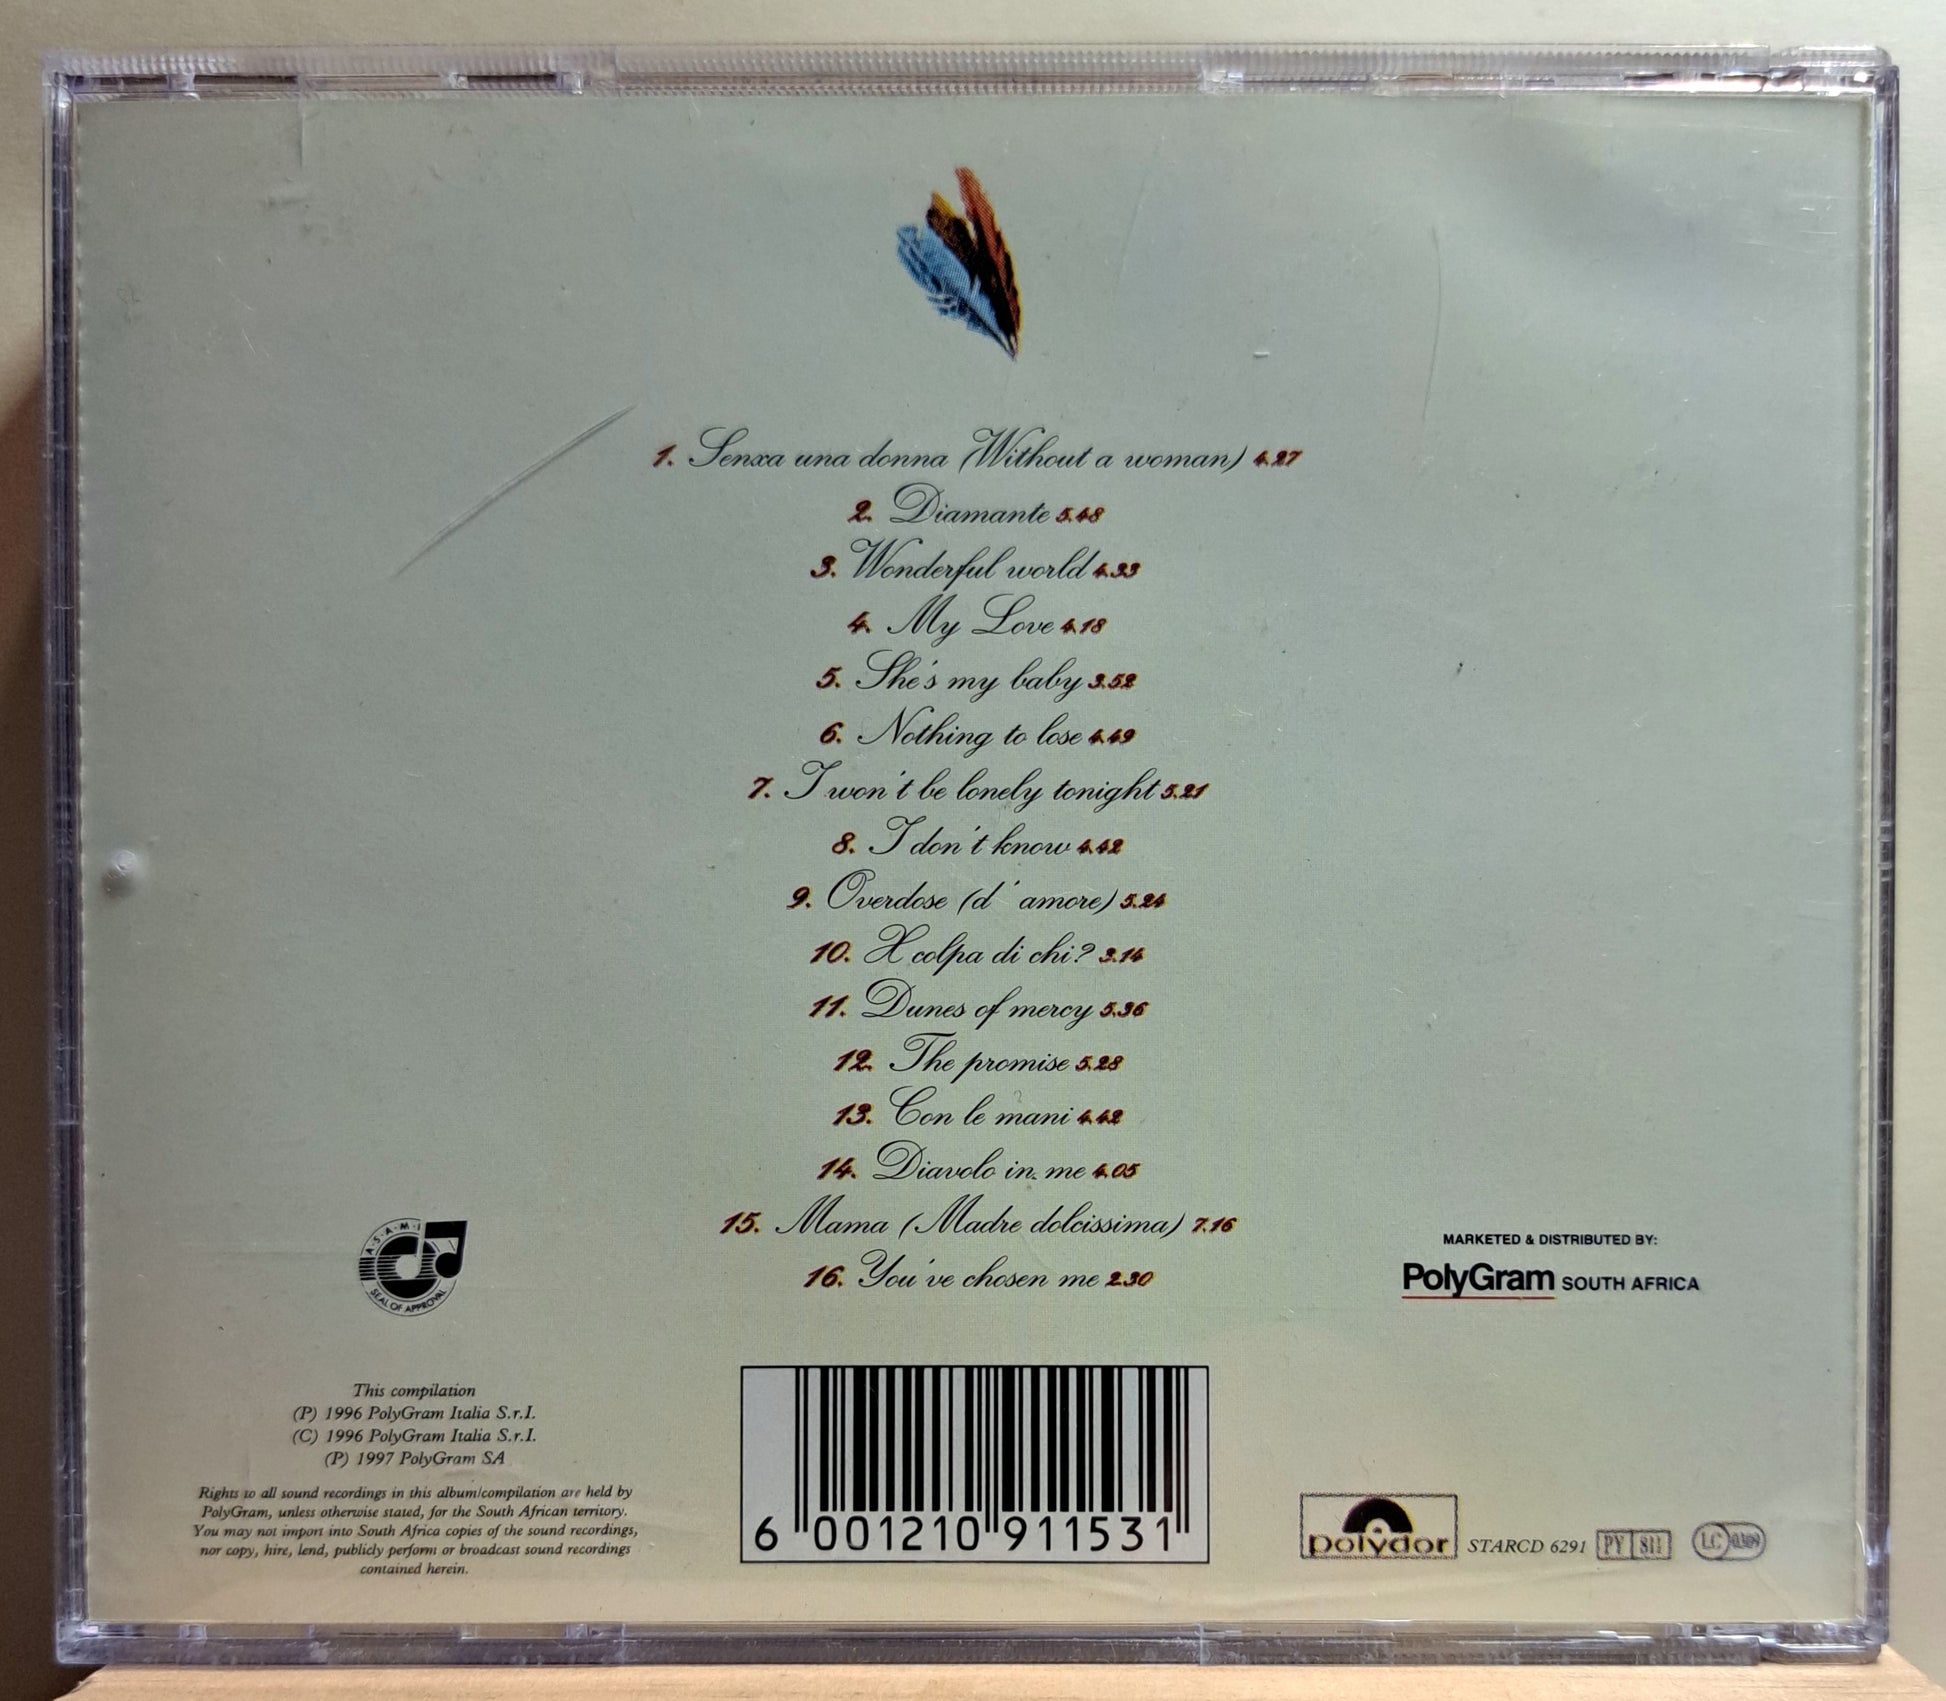 1. Senza una donna (Without a woman) 4.27
2. Diamante 5.48
3. Wonderful world 4.33
4. My Love 4.18
5. She's my baby 3.52
6. Nothing to lose 4.49
7. I won't be lonely tonight 5.21
8. I don't know 4.42
9. Overdose (d' amore) 5.24
10. X colpa di chi? 3.14
11. Dunes of mercy 5.36
12. The promise 5.28
13. Con le mani 4.42
14. Diavolo in me 4.05
15. Mama (Madre dolcissima) 7.16
16. You've chosen me 2.30
A·S·A·M·I
SEAL OF APPROVAL
MARKETED & DISTRIBUTED BY:
PolyGram SOUTH AFRICA
This compilation
(P) 1996 PolyGram Italia S.r.I.
(C) 1996 PolyGram Italia S.r.I.
(P) 1997 PolyGram SA
Rights to all sound recordings in this album/compilation are held by
PolyGram, unless otherwise stated, for the South African territory.
You may not import into South Africa copies of the sound recordings,
nor copy, hire, lend, publicly perform or broadcast sound recordings
contained herein.
6 001210 911531
polydor STARCD 6291 PY 811 LC 0309